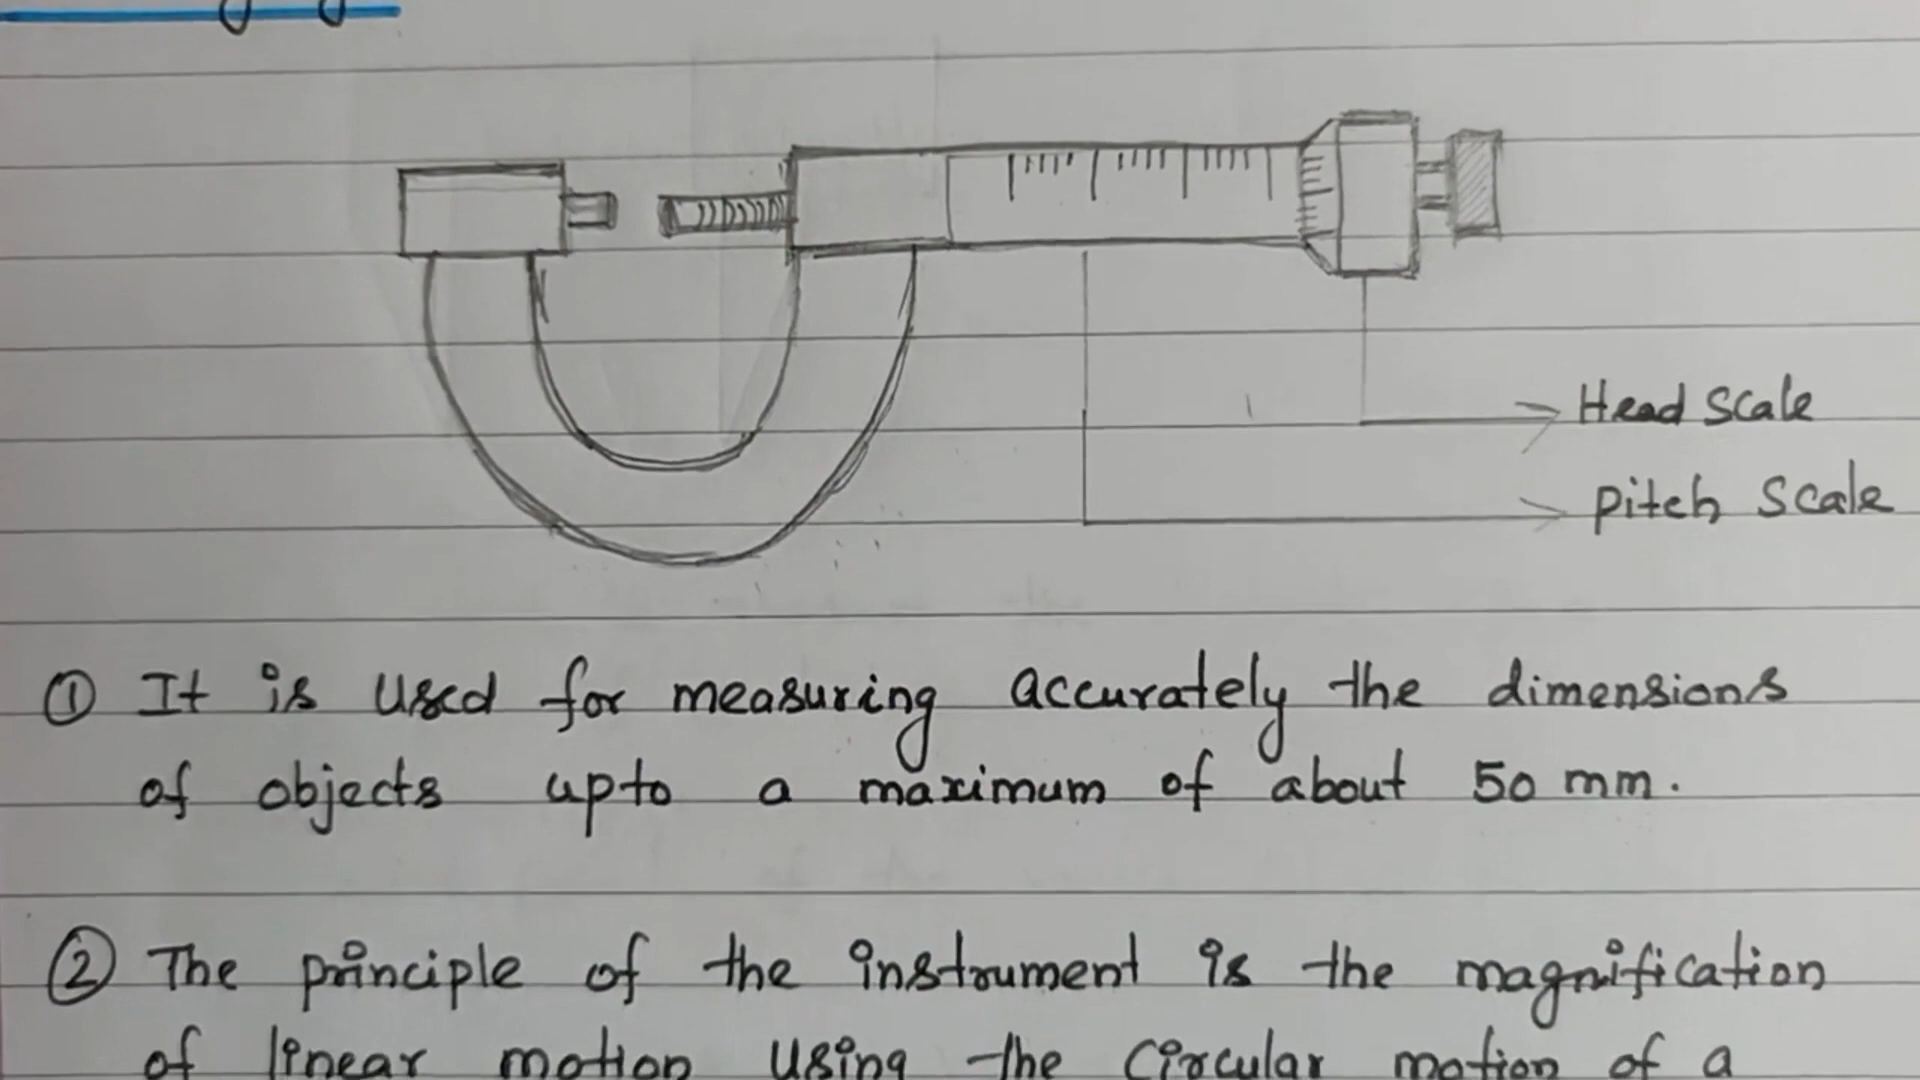 Head Scale
Pitch Scale
① It is used for measuring accurately the dimensions
of objects upto a maximum of about 50 mm.
② The principle of the instrument is the magnification
of linear motion using the circular motion of a